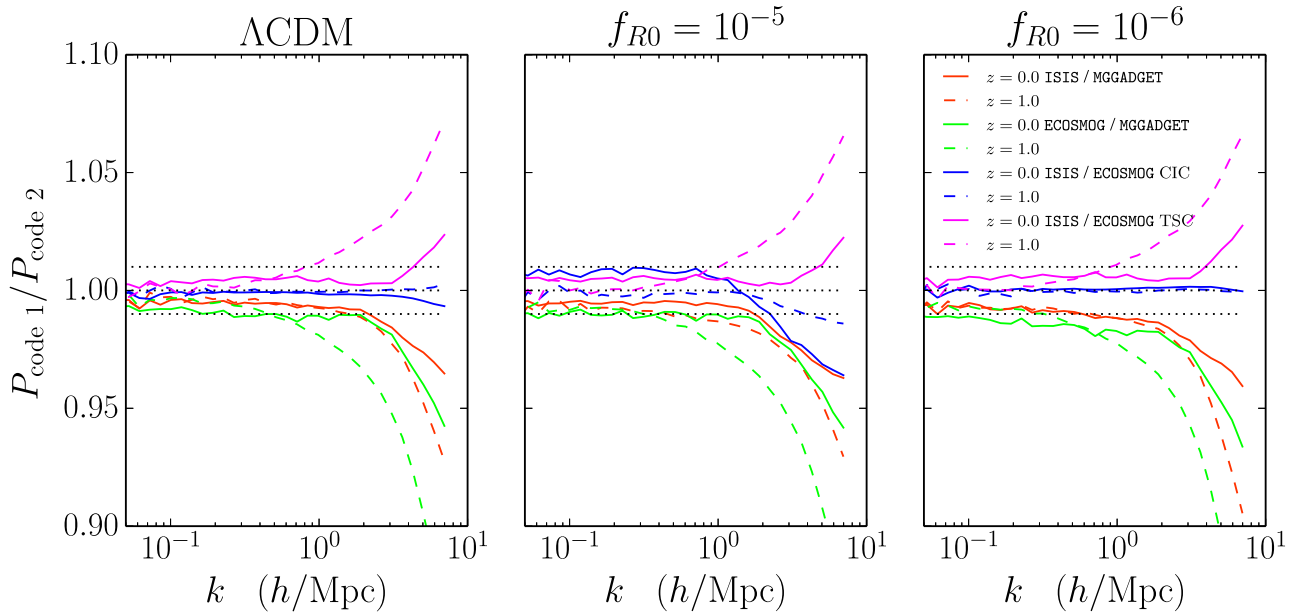 ΛCDM
f_{R0} = 10^{-5}
f_{R0} = 10^{-6}
P_{code 1}/P_{code 2}
1.10
1.05
1.00
0.95
0.90
z = 0.0 ISIS / MGGADGET
z = 1.0
z = 0.0 ECOSMOG / MGGADGET
z = 1.0
z = 0.0 ISIS / ECOSMOG CIC
z = 1.0
z = 0.0 ISIS / ECOSMOG TSC
z = 1.0
10^{-1} 10^{0} 10^{1}
10^{-1} 10^{0} 10^{1}
10^{-1} 10^{0} 10^{1}
k (h/Mpc)
k (h/Mpc)
k (h/Mpc)